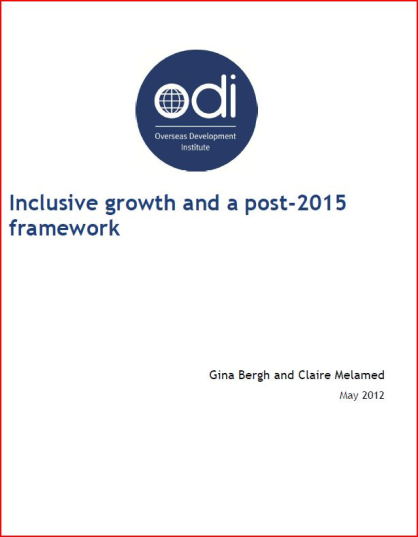 odi
Overseas Development
Institute
Inclusive growth and a post-2015
framework
Gina Bergh and Claire Melamed
May 2012